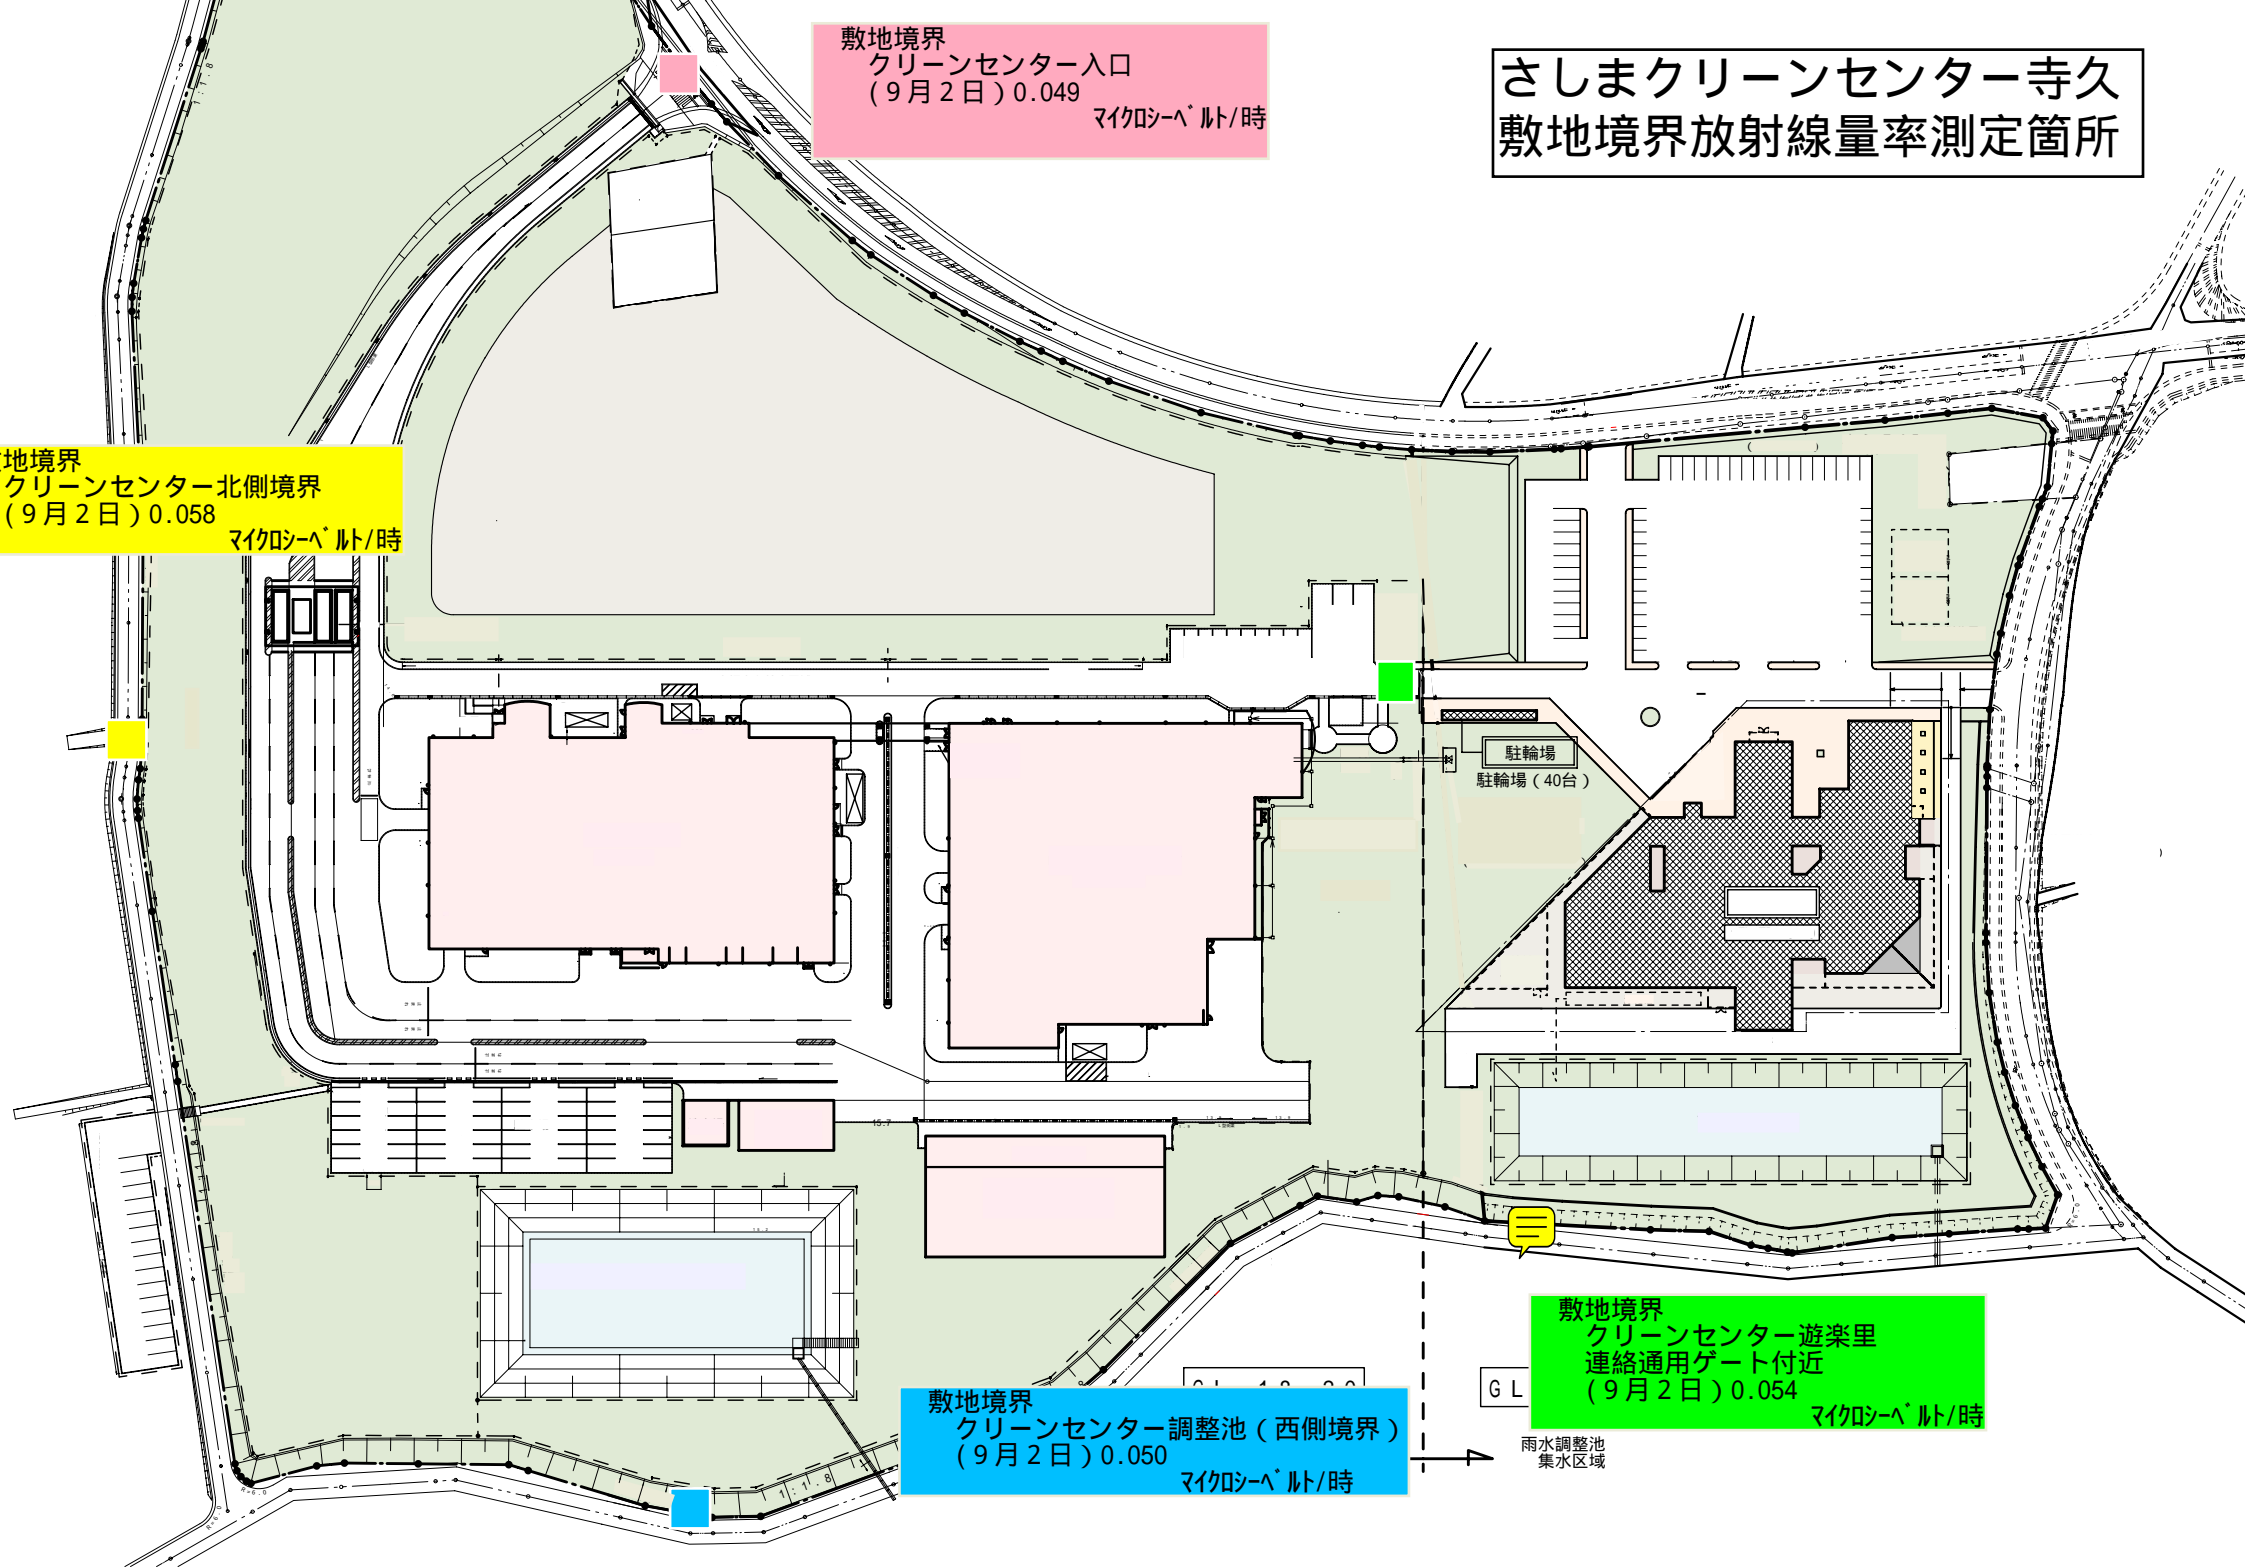 敷地境界
クリーンセンター入口
(９月２日)0.049
ﾏｲｸﾛｼｰﾍﾞﾙﾄ/時
さしまクリーンセンター寺久
敷地境界放射線量率測定箇所
地境界
クリーンセンター北側境界
(９月２日)0.058
ﾏｲｸﾛｼｰﾍﾞﾙﾄ/時
駐輪場
駐輪場（40台）
15.7
敷地境界
クリーンセンター遊楽里
連絡通用ゲート付近
(９月２日)0.054
ﾏｲｸﾛｼｰﾍﾞﾙﾄ/時
GL
敷地境界
クリーンセンター調整池（西側境界）
(９月２日)0.050
ﾏｲｸﾛｼｰﾍﾞﾙﾄ/時
雨水調整池
集水区域
1:1.8
R=6.0
R=6.0